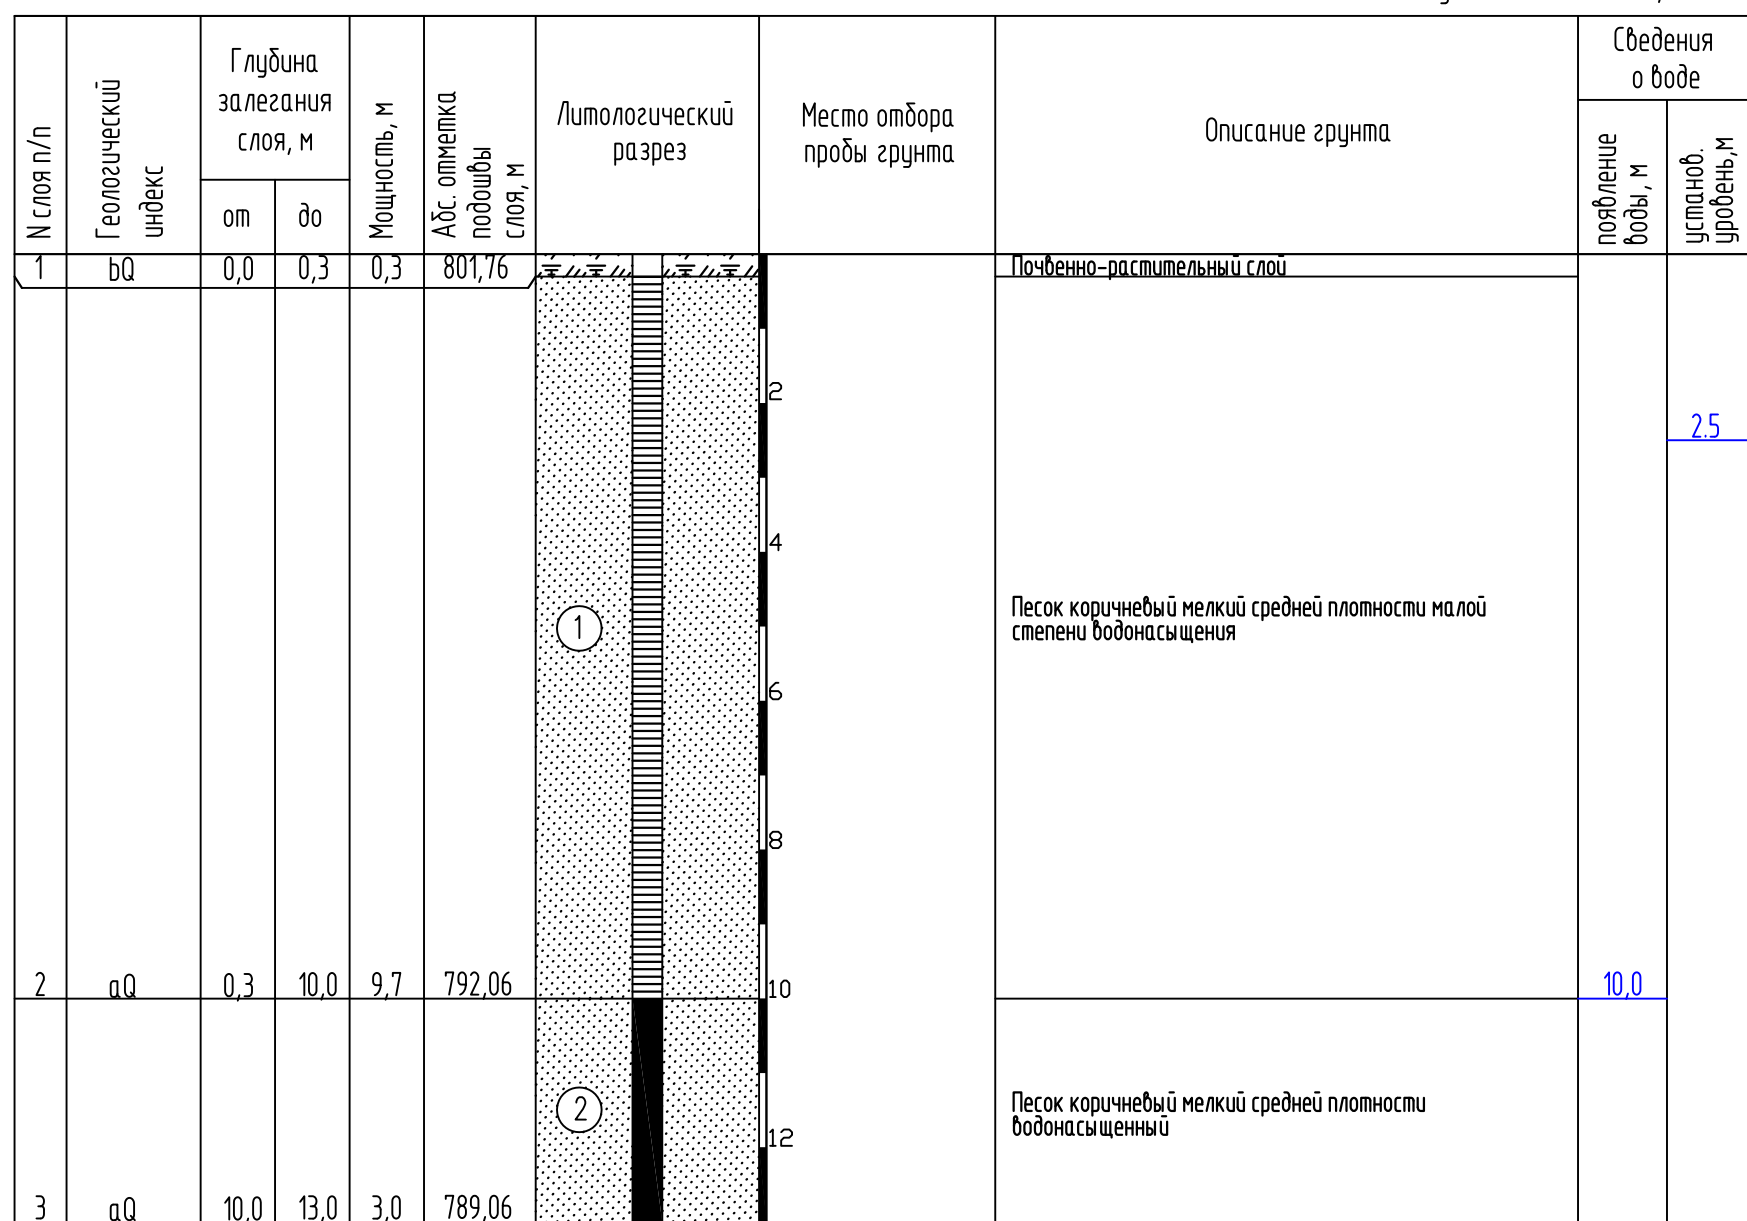 Сведения
о воде
Глубина
залегания
слоя, м
N слоя п/п
Геологический
индекс
от
до
Мощность, м
Абс. отметка
подошвы
слоя, м
Литологический
разрез
Место отбора
пробы грунта
Описание грунта
появление
воды, м
установ.
уровень,м
1 bQ 0,0 0,3 0,3 801,76 Почвенно-растительный слой
2
2.5
4
1
Песок коричневый мелкий средней плотности малой
степени водонасыщения
6
8
2 aQ 0,3 10,0 9,7 792,06 10 10,0
2
Песок коричневый мелкий средней плотности
водонасыщенный
12
3 aQ 10,0 13,0 3,0 789,06